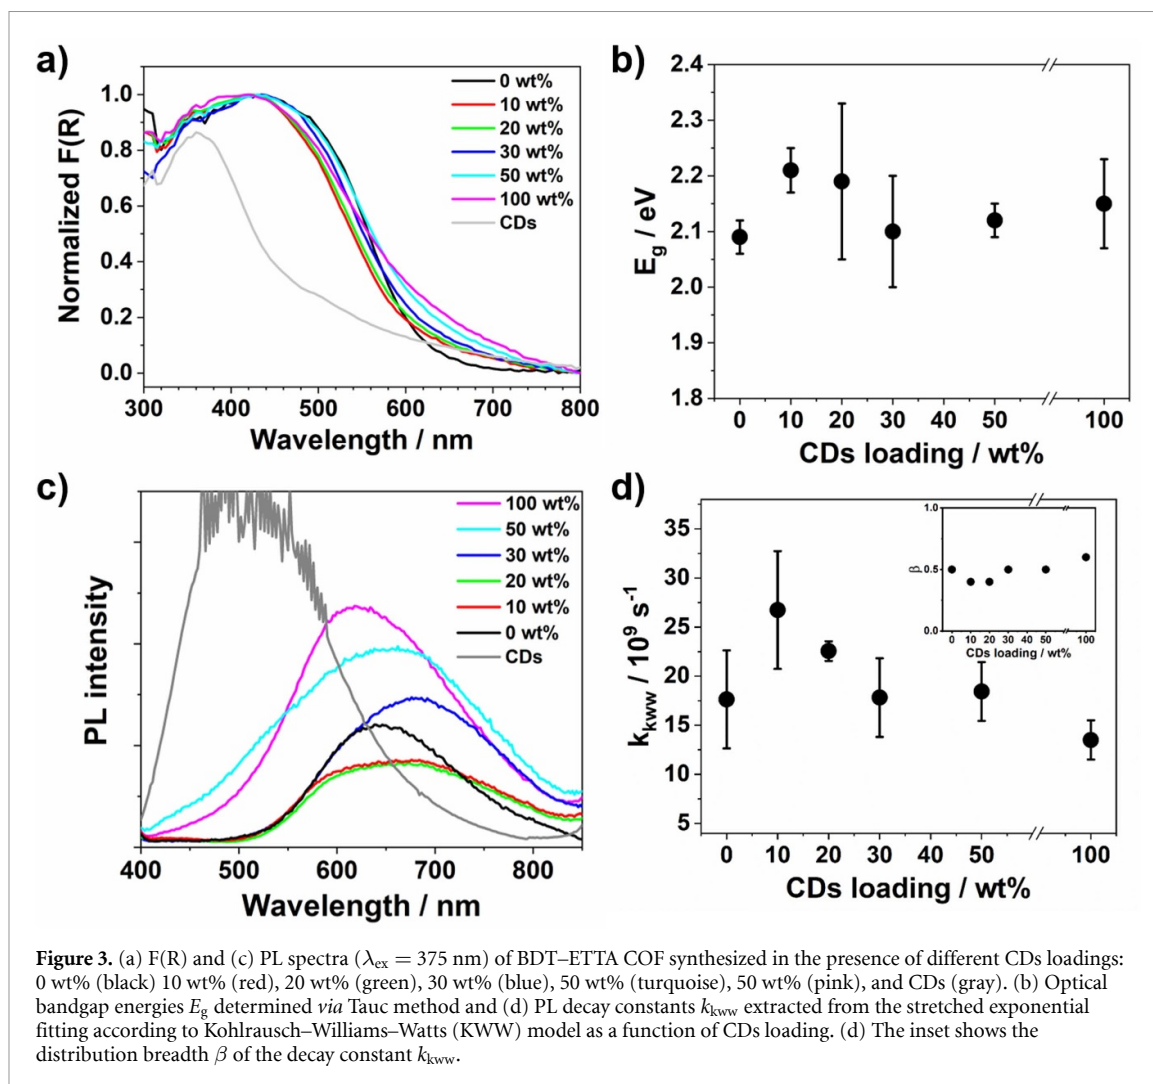 a)
Normalized F(R)
1.0
0.8
0.6
0.4
0.2
0.0
300 400 500 600 700 800
Wavelength / nm
0 wt%
10 wt%
20 wt%
30 wt%
50 wt%
100 wt%
CDs
b)
E_g / eV
2.4
2.3
2.2
2.1
2.0
1.9
1.8
0 10 20 30 40 50 100
CDs loading / wt%
c)
PL intensity
400 500 600 700 800
Wavelength / nm
100 wt%
50 wt%
30 wt%
20 wt%
10 wt%
0 wt%
CDs
d)
k_kww / 10⁹ s⁻¹
35
30
25
20
15
10
5
0 10 20 30 40 50 100
CDs loading / wt%
β
1.0
0.5
0.0
0 10 20 30 40 50 100
CDs loading / wt%
Figure 3. (a) F(R) and (c) PL spectra (λ_ex = 375 nm) of BDT–ETTA COF synthesized in the presence of different CDs loadings:
0 wt% (black) 10 wt% (red), 20 wt% (green), 30 wt% (blue), 50 wt% (turquoise), 50 wt% (pink), and CDs (gray). (b) Optical
bandgap energies E_g determined via Tauc method and (d) PL decay constants k_kww extracted from the stretched exponential
fitting according to Kohlrausch–Williams–Watts (KWW) model as a function of CDs loading. (d) The inset shows the
distribution breadth β of the decay constant k_kww.